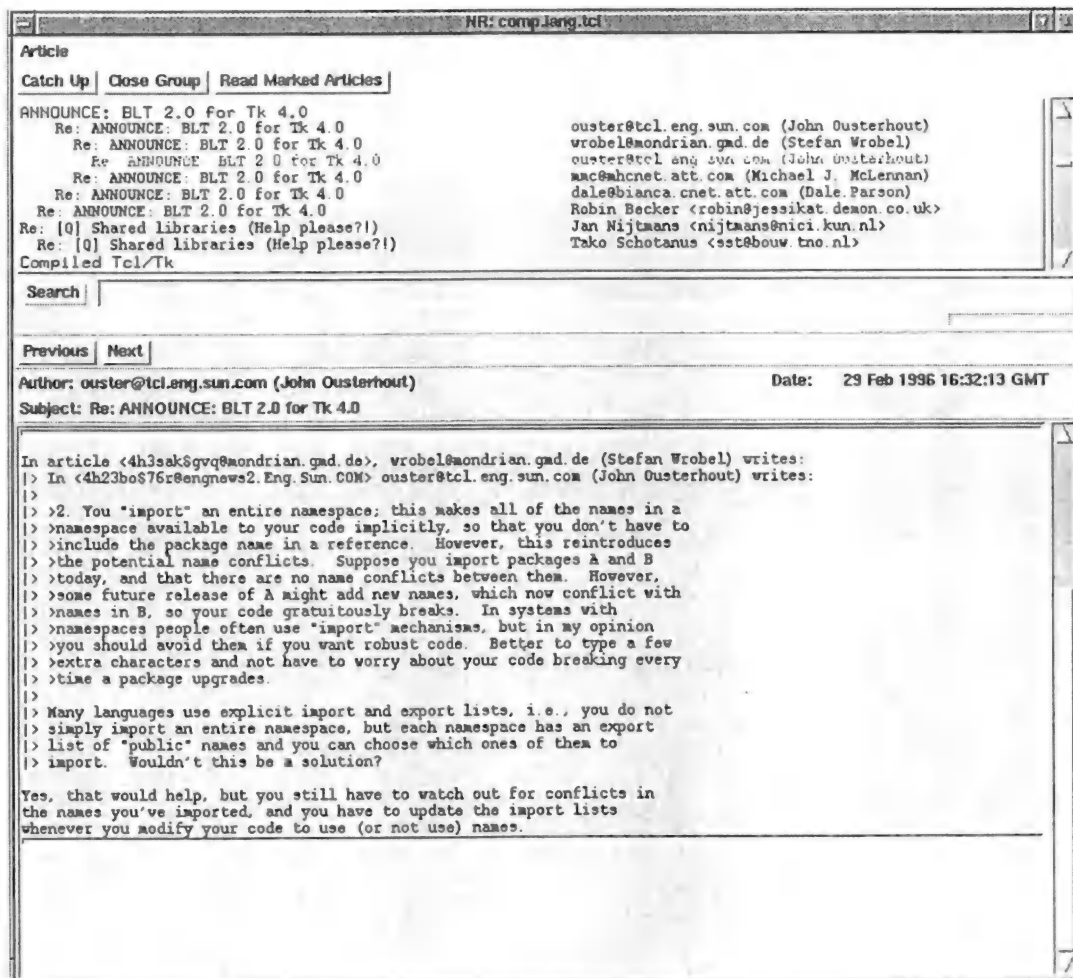 NR: comp.lang.tcl
Article
Catch Up Close Group Read Marked Articles
ANNOUNCE: BLT 2.0 for Tk 4.0
Re: ANNOUNCE: BLT 2.0 for Tk 4.0 ouster@tcl.eng.sun.com (John Ousterhout)
Re: ANNOUNCE: BLT 2.0 for Tk 4.0 wrobel@mondrian.gmd.de (Stefan Wrobel)
Re ANNOUNCE BLT 2 0 for Tk 4.0 ouster@tcl eng sun com (John Ousterhout)
Re: ANNOUNCE: BLT 2.0 for Tk 4.0 mmc@mhcnet.att.com (Michael J. McLennan)
Re: ANNOUNCE: BLT 2.0 for Tk 4.0 dale@bianca.cnet.att.com (Dale.Parson)
Re: ANNOUNCE: BLT 2.0 for Tk 4.0 Robin Becker <robin@jessikat.demon.co.uk>
Re: [Q] Shared libraries (Help please?!) Jan Nijtmans <nijtmans@nici.kun.nl>
Re: [Q] Shared libraries (Help please?!) Tako Schotanus <sst@bouw.tno.nl>
Compiled Tcl/Tk
Search
Previous Next
Author: ouster@tcl.eng.sun.com (John Ousterhout) Date: 29 Feb 1996 16:32:13 GMT
Subject: Re: ANNOUNCE: BLT 2.0 for Tk 4.0
In article <4h3sak$gvq@mondrian.gmd.de>, wrobel@mondrian.gmd.de (Stefan Wrobel) writes:
|> In <4h23bo$76r@engnews2.Eng.Sun.COM> ouster@tcl.eng.sun.com (John Ousterhout) writes:
|>
|> >2. You "import" an entire namespace; this makes all of the names in a
|> >namespace available to your code implicitly, so that you don't have to
|> >include the package name in a reference. However, this reintroduces
|> >the potential name conflicts. Suppose you import packages A and B
|> >today, and that there are no name conflicts between them. However,
|> >some future release of A might add new names, which now conflict with
|> >names in B, so your code gratuitously breaks. In systems with
|> >namespaces people often use "import" mechanisms, but in my opinion
|> >you should avoid them if you want robust code. Better to type a few
|> >extra characters and not have to worry about your code breaking every
|> >time a package upgrades.
|>
|> Many languages use explicit import and export lists, i.e., you do not
|> simply import an entire namespace, but each namespace has an export
|> list of "public" names and you can choose which ones of them to
|> import. Wouldn't this be a solution?
Yes, that would help, but you still have to watch out for conflicts in
the names you've imported, and you have to update the import lists
whenever you modify your code to use (or not use) names.